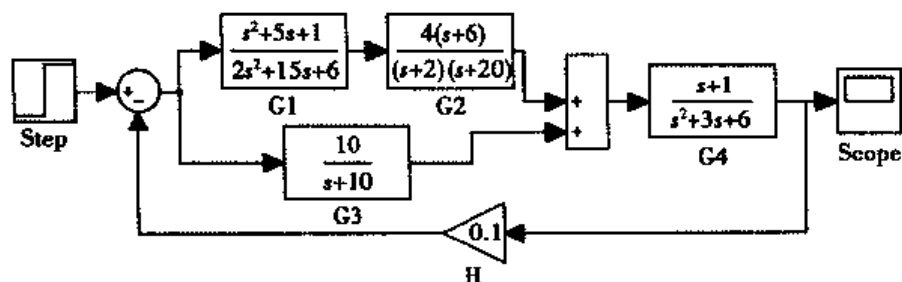 s²+5s+1
2s²+15s+6
G1
4(s+6)
(s+2)(s+20)
G2
+-
Step
+
+
s+1
s²+3s+6
G4
Scope
10
s+10
G3
0.1
H